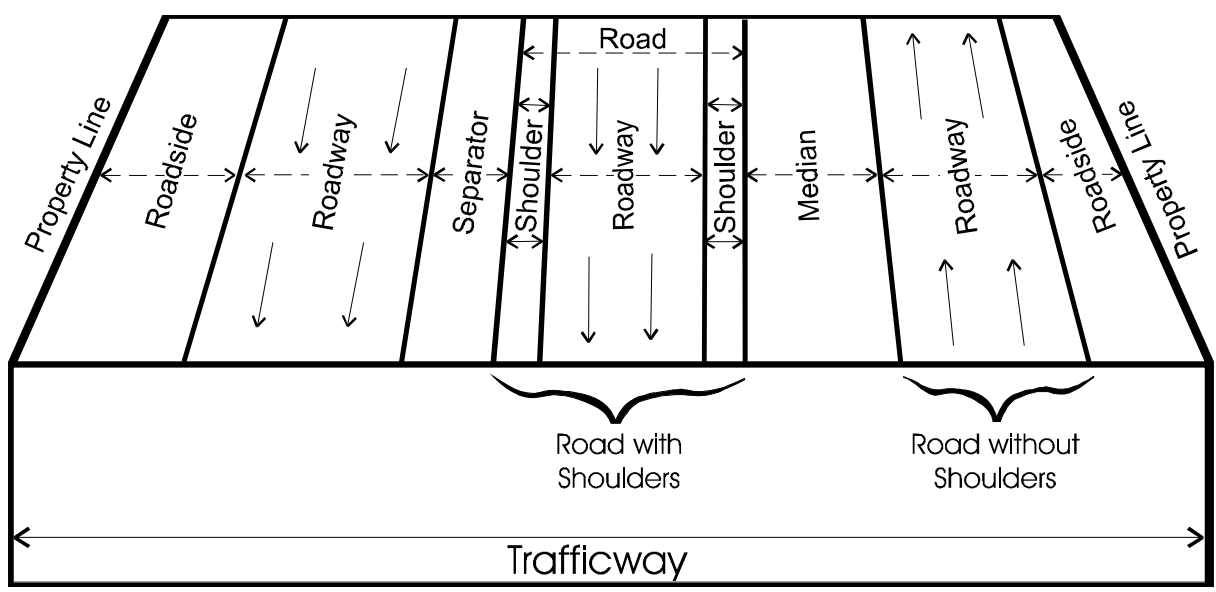 Road
Property Line
Roadside
Roadway
Separator
Shoulder
Roadway
Shoulder
Median
Roadway
Roadside
Property Line
Road with
Shoulders
Road without
Shoulders
Trafficway